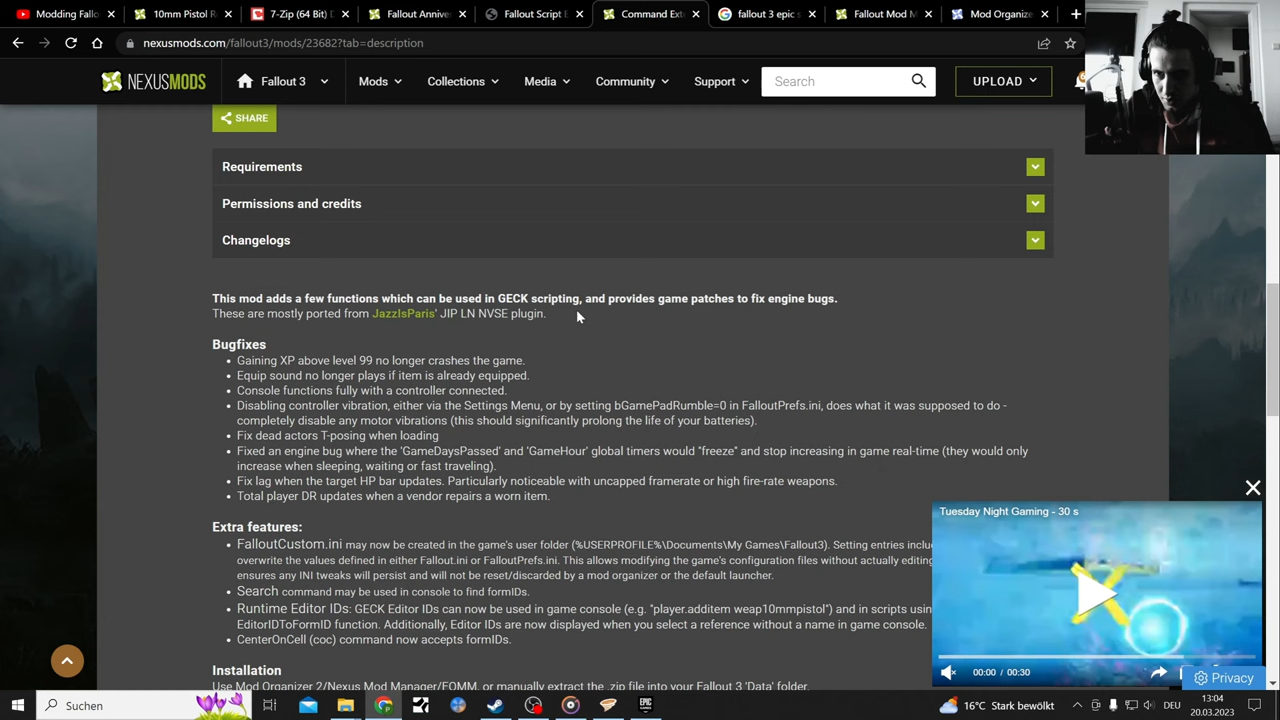 Modding Fallo
10mm Pistol R
7-Zip (64 Bit) D
Fallout Anniver
Fallout Script E
Command Exte
fallout 3 epic s
Fallout Mod M
Mod Organize
nexusmods.com/fallout3/mods/23682?tab=description
NEXUSMODS
Fallout 3
Mods
Collections
Media
Community
Support
Search
UPLOAD
SHARE
Requirements
Permissions and credits
Changelogs
This mod adds a few functions which can be used in GECK scripting, and provides game patches to fix engine bugs.
These are mostly ported from JazzIsParis' JIP LN NVSE plugin.
Bugfixes
• Gaining XP above level 99 no longer crashes the game.
• Equip sound no longer plays if item is already equipped.
• Console functions fully with a controller connected.
• Disabling controller vibration, either via the Settings Menu, or by setting bGamePadRumble=0 in FalloutPrefs.ini, does what it was supposed to do -
completely disable any motor vibrations (this should significantly prolong the life of your batteries).
• Fix dead actors T-posing when loading
• Fixed an engine bug where the 'GameDaysPassed' and 'GameHour' global timers would "freeze" and stop increasing in game real-time (they would only
increase when sleeping, waiting or fast traveling).
• Fix lag when the target HP bar updates. Particularly noticeable with uncapped framerate or high fire-rate weapons.
• Total player DR updates when a vendor repairs a worn item.
Extra features:
• FalloutCustom.ini may now be created in the game's user folder (%USERPROFILE%\Documents\My Games\Fallout3). Setting entries inclu
overwrite the values defined in either Fallout.ini or FalloutPrefs.ini. This allows modifying the game's configuration files without actually editing
ensures any INI tweaks will persist and will not be reset/discarded by a mod organizer or the default launcher.
• Search command may be used in console to find formIDs.
• Runtime Editor IDs: GECK Editor IDs can now be used in game console (e.g. "player.additem weap10mmpistol") and in scripts using
EditorIDToFormID function. Additionally, Editor IDs are now displayed when you select a reference without a name in game console.
• CenterOnCell (coc) command now accepts formIDs.
Installation
Use Mod Organizer 2/Nexus Mod Manager/FOMM, or manually extract the .zip file into your Fallout 3 'Data' folder.
Tuesday Night Gaming - 30 s
00:00 / 00:30
Privacy
Suchen
16°C Stark bewölkt
DEU
13:04
20.03.2023